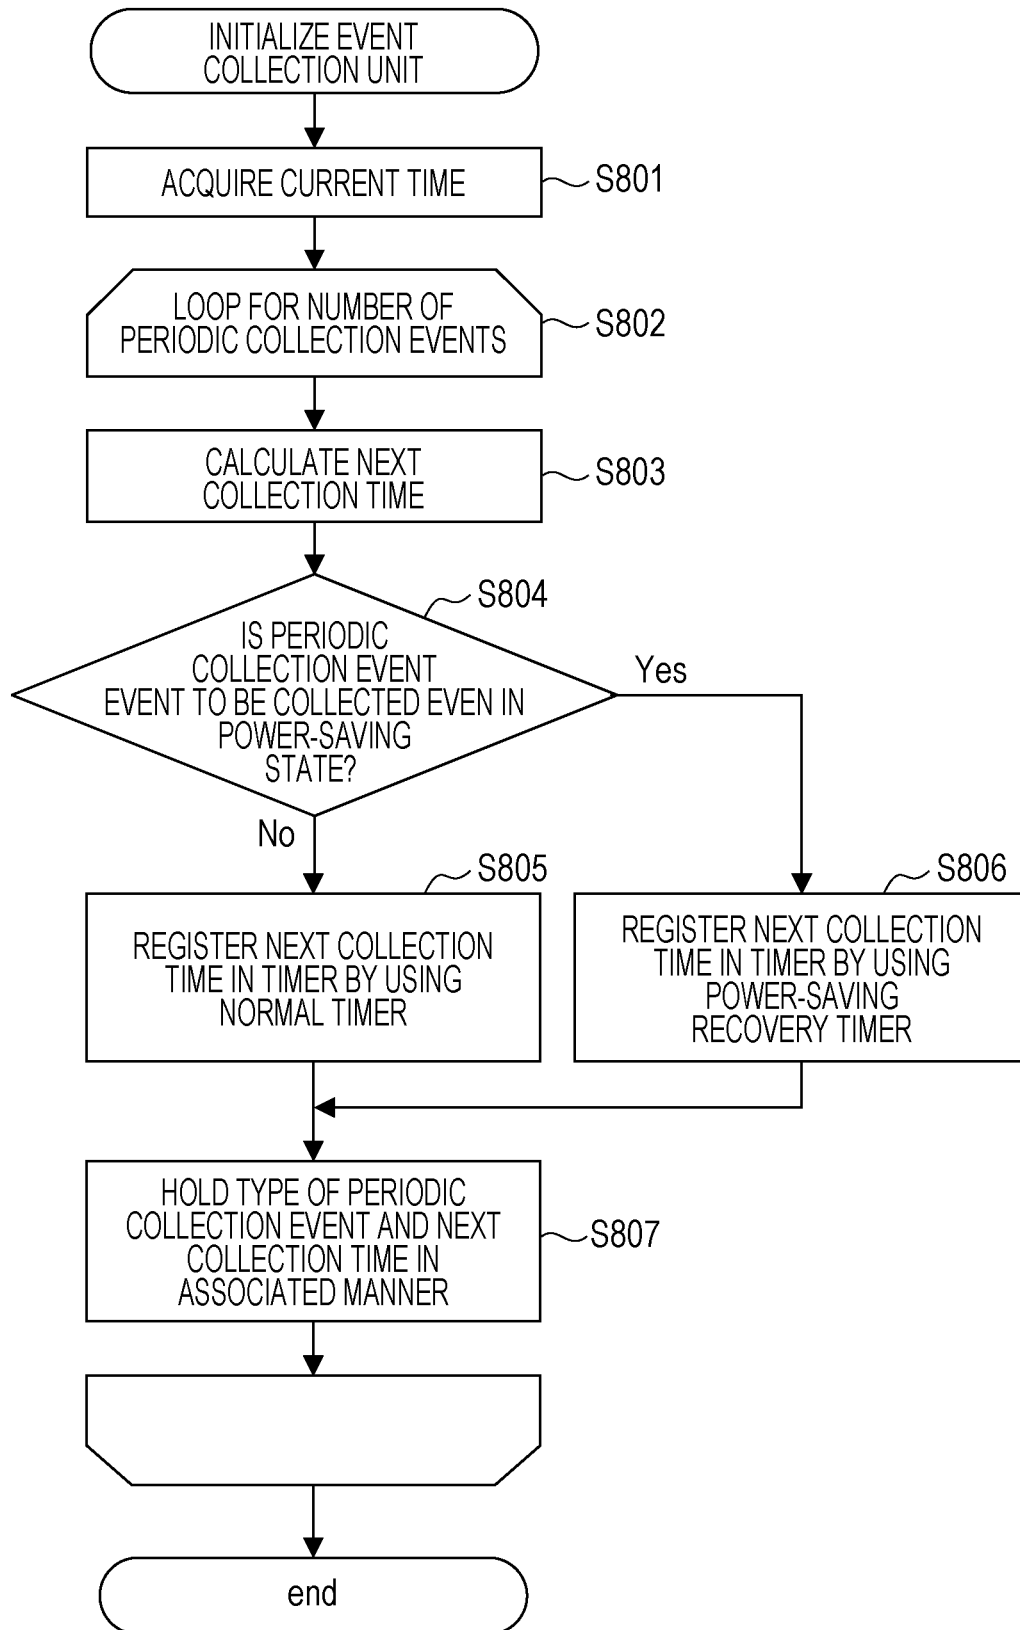 INITIALIZE EVENT
COLLECTION UNIT
ACQUIRE CURRENT TIME
S801
LOOP FOR NUMBER OF
PERIODIC COLLECTION EVENTS
S802
CALCULATE NEXT
COLLECTION TIME
S803
S804
IS PERIODIC
COLLECTION EVENT
EVENT TO BE COLLECTED EVEN IN
POWER-SAVING
STATE?
Yes
No
S805
REGISTER NEXT COLLECTION
TIME IN TIMER BY USING
NORMAL TIMER
S806
REGISTER NEXT COLLECTION
TIME IN TIMER BY USING
POWER-SAVING
RECOVERY TIMER
HOLD TYPE OF PERIODIC
COLLECTION EVENT AND NEXT
COLLECTION TIME IN
ASSOCIATED MANNER
S807
end